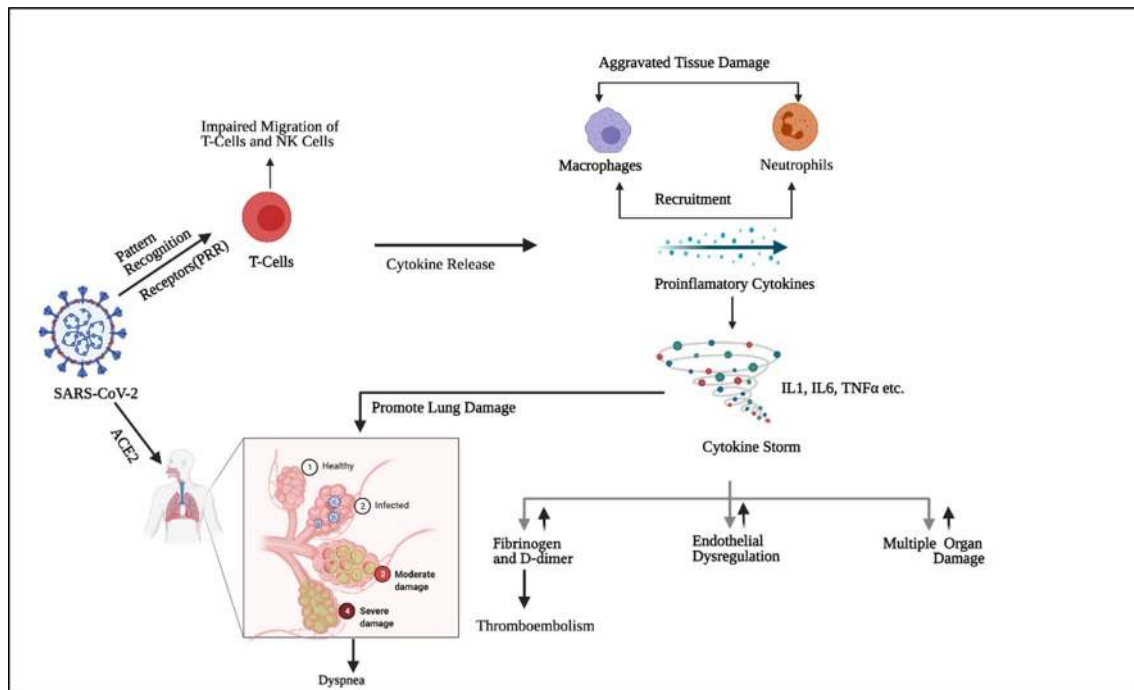 Aggravated Tissue Damage
Impaired Migration of
T-Cells and NK Cells
Macrophages
Neutrophils
Recruitment
Pattern
Recognition
Receptors(PRR)
T-Cells
Cytokine Release
Proinflamatory Cytokines
SARS-CoV-2
IL1, IL6, TNFα etc.
Promote Lung Damage
ACE2
Cytokine Storm
1 Healthy
2 Infected
3 Moderate
damage
4 Severe
damage
Fibrinogen
and D-dimer
Endothelial
Dysregulation
Multiple Organ
Damage
Thromboembolism
Dyspnea